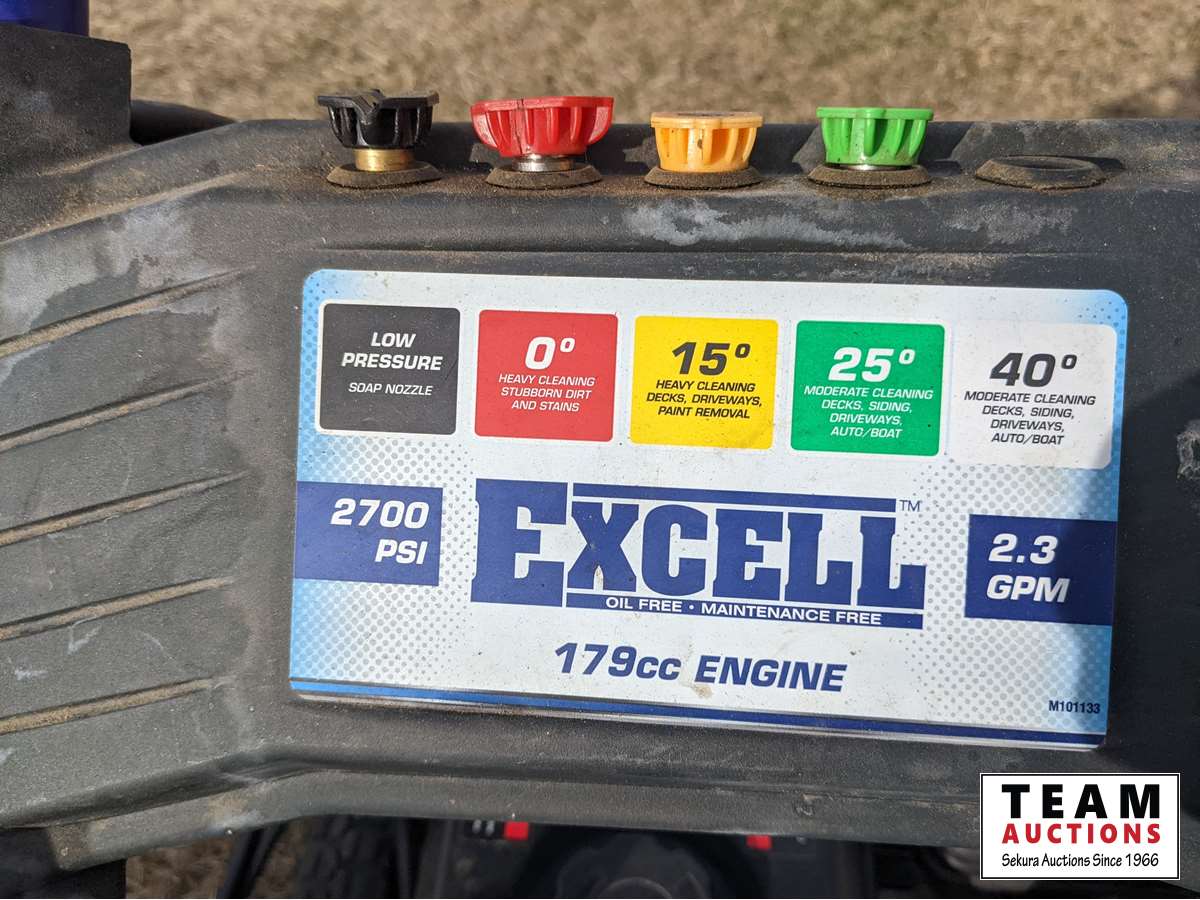 LOW
PRESSURE
SOAP NOZZLE
0°
HEAVY CLEANING
STUBBORN DIRT
AND STAINS
15°
HEAVY CLEANING
DECKS, DRIVEWAYS,
PAINT REMOVAL
25°
MODERATE CLEANING
DECKS, SIDING,
DRIVEWAYS,
AUTO/BOAT
40°
MODERATE CLEANING
DECKS, SIDING,
DRIVEWAYS,
AUTO/BOAT
2700
PSI
EXCELL™
OIL FREE • MAINTENANCE FREE
2.3
GPM
179cc ENGINE
M101133
TEAM
AUCTIONS
Sekura Auctions Since 1966